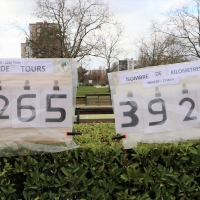 DE TOURS
265
NOMBRE DE KILOMETRES
392